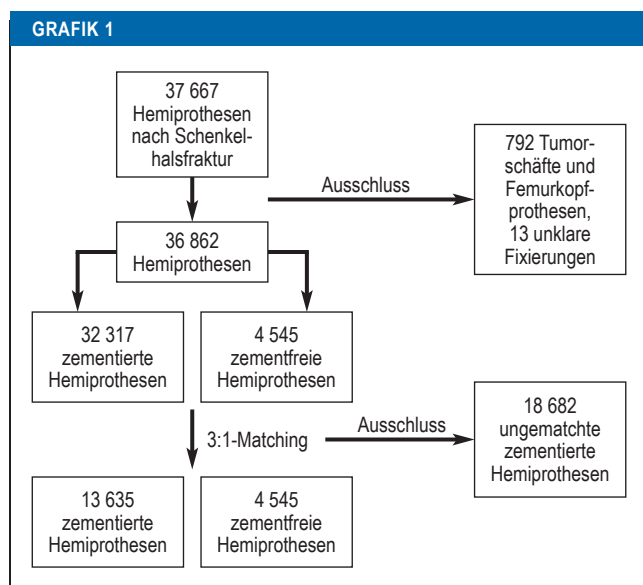 GRAFIK 1
37 667
Hemiprothesen
nach Schenkel-
halsfraktur
Ausschluss
792 Tumor-
schäfte und
Femurkopf-
prothesen,
13 unklare
Fixierungen
36 862
Hemiprothesen
32 317
zementierte
Hemiprothesen
4 545
zementfreie
Hemiprothesen
3:1-Matching
Ausschluss
18 682
ungematchte
zementierte
Hemiprothesen
13 635
zementierte
Hemiprothesen
4 545
zementfreie
Hemiprothesen